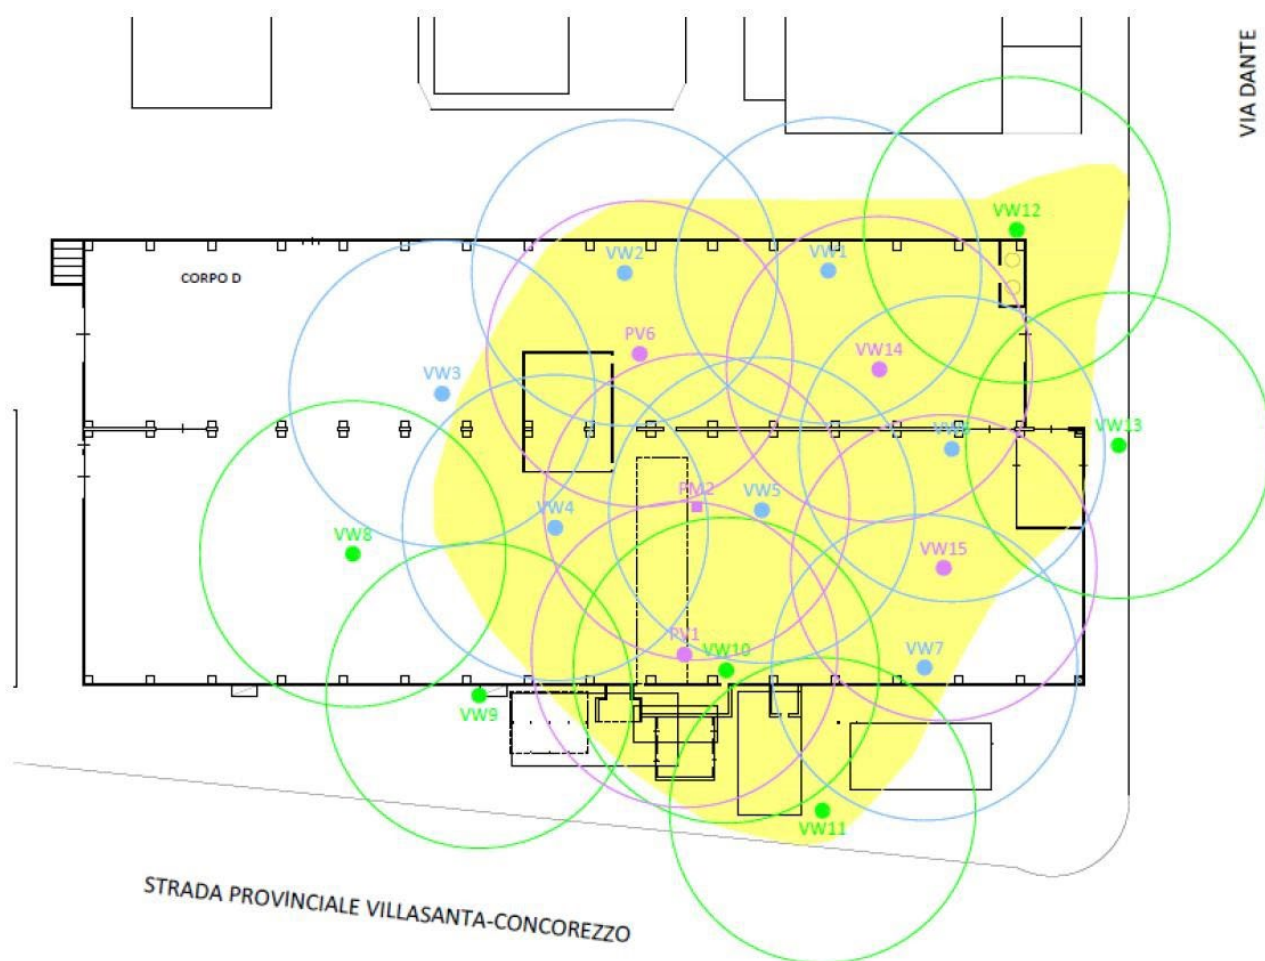 VIA DANTE
VW12
VW2
VW1
CORPO D
PV6
VW14
VW3
VW13
PM2
VW5
VW4
VW8
VW15
PV1
VW10
VW7
VW9
VW11
STRADA PROVINCIALE VILLASANTA-CONCOREZZO